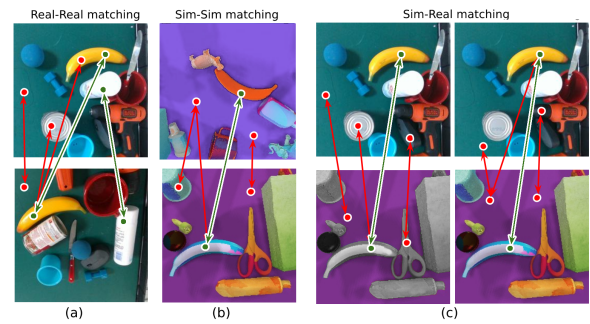 Real-Real matching
Sim-Sim matching
Sim-Real matching
(a)
(b)
(c)